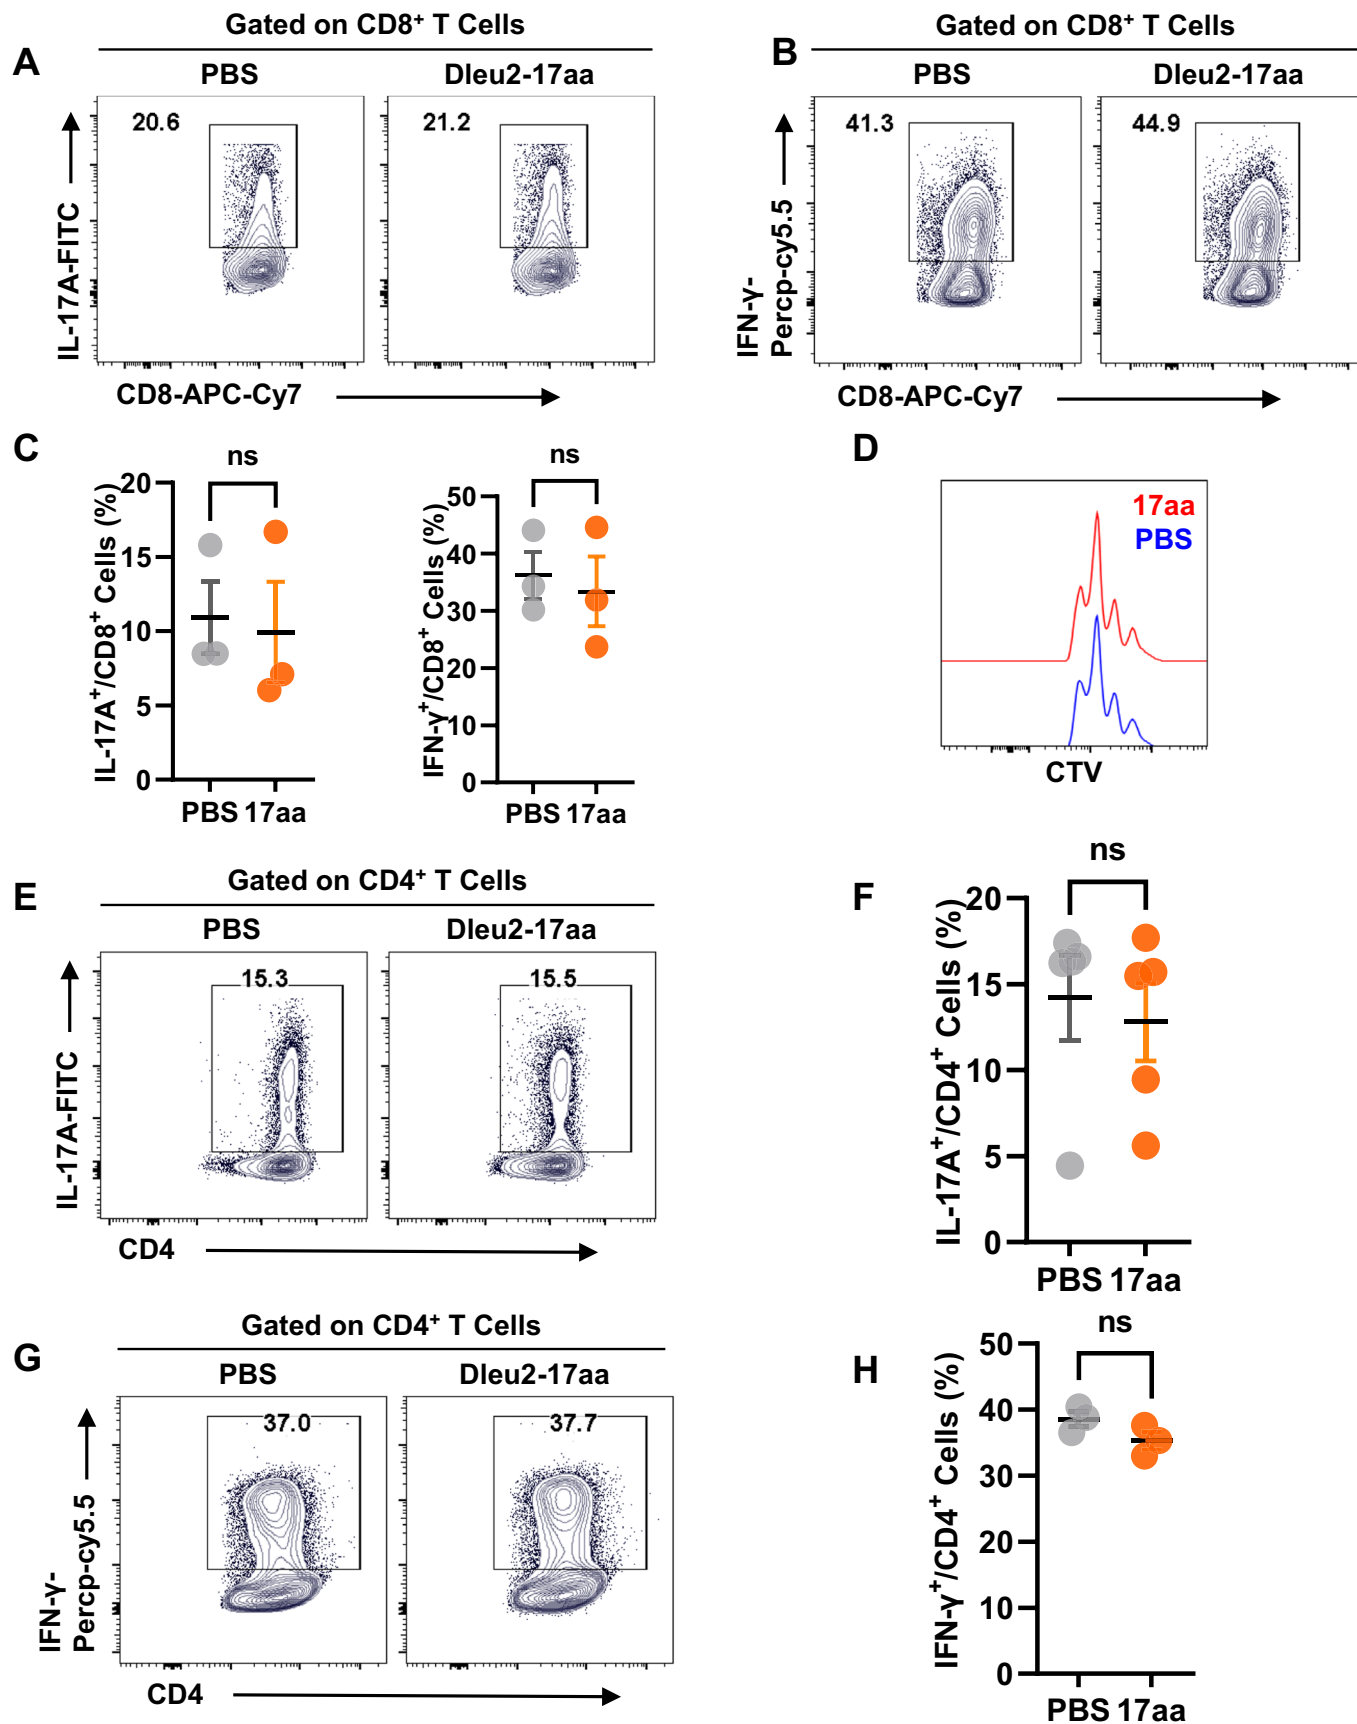 A
Gated on CD8⁺ T Cells
PBS
Dleu2-17aa
20.6
21.2
IL-17A-FITC
CD8-APC-Cy7
B
Gated on CD8⁺ T Cells
PBS
Dleu2-17aa
41.3
44.9
IFN-γ-
Percp-cy5.5
CD8-APC-Cy7
C
ns
20
15
10
5
0
IL-17A⁺/CD8⁺ Cells (%)
PBS 17aa
ns
50
40
30
20
10
0
IFN-γ⁺/CD8⁺ Cells (%)
PBS 17aa
D
17aa
PBS
CTV
E
Gated on CD4⁺ T Cells
PBS
Dleu2-17aa
15.3
15.5
IL-17A-FITC
CD4
F
ns
20
15
10
5
0
IL-17A⁺/CD4⁺ Cells (%)
PBS 17aa
G
Gated on CD4⁺ T Cells
PBS
Dleu2-17aa
37.0
37.7
IFN-γ-
Percp-cy5.5
CD4
H
ns
50
40
30
20
10
0
IFN-γ⁺/CD4⁺ Cells (%)
PBS 17aa